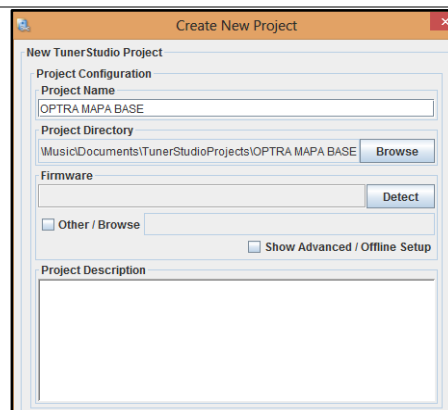 Create New Project
New TunerStudio Project
Project Configuration
Project Name
OPTRA MAPA BASE
Project Directory
\Music\Documents\TunerStudioProjects\OPTRA MAPA BASE Browse
Firmware
Detect
Other / Browse
Show Advanced / Offline Setup
Project Description